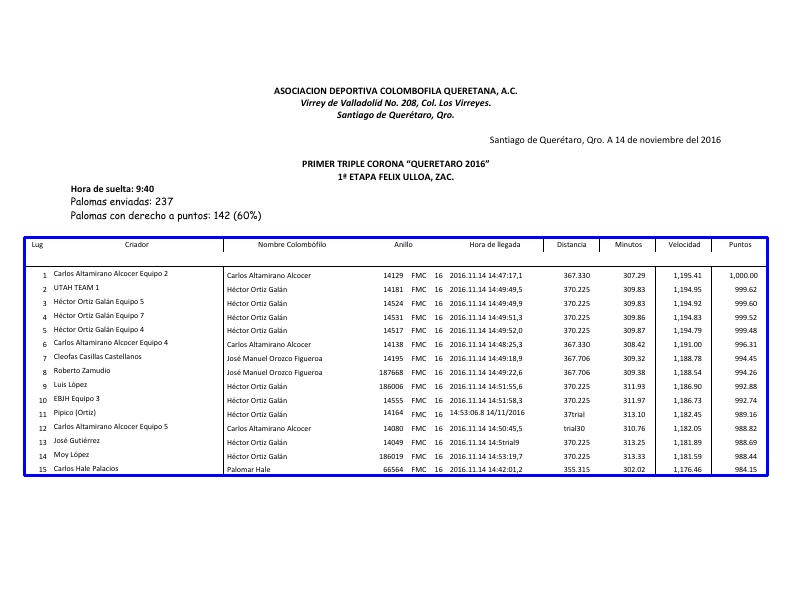 ASOCIACION DEPORTIVA COLOMBOFILA QUERETANA, A.C.
Virrey de Valladolid No. 208, Col. Los Virreyes.
Santiago de Querétaro, Qro.
Santiago de Querétaro, Qro. A 14 de noviembre del 2016
PRIMER TRIPLE CORONA “QUERETARO 2016”
1ª ETAPA FELIX ULLOA, ZAC.
Hora de suelta: 9:40
Palomas enviadas: 237
Palomas con derecho a puntos: 142 (60%)
Lug Criador Nombre Colombófilo Anillo Hora de llegada Distancia Minutos Velocidad Puntos
1 Carlos Altamirano Alcocer Equipo 2 Carlos Altamirano Alcocer 14129 FMC 16 2016.11.14 14:47:17,1 367.330 307.29 1,195.41 1,000.00
2 UTAH TEAM 1 Héctor Ortiz Galán 14181 FMC 16 2016.11.14 14:49:49,5 370.225 309.83 1,194.95 999.62
3 Héctor Ortiz Galán Equipo 5 Héctor Ortiz Galán 14524 FMC 16 2016.11.14 14:49:49,9 370.225 309.83 1,194.92 999.60
4 Héctor Ortiz Galán Equipo 7 Héctor Ortiz Galán 14531 FMC 16 2016.11.14 14:49:51,3 370.225 309.86 1,194.83 999.52
5 Héctor Ortiz Galán Equipo 4 Héctor Ortiz Galán 14517 FMC 16 2016.11.14 14:49:52,0 370.225 309.87 1,194.79 999.48
6 Carlos Altamirano Alcocer Equipo 4 Carlos Altamirano Alcocer 14138 FMC 16 2016.11.14 14:48:25,3 367.330 308.42 1,191.00 996.31
7 Cleofas Casillas Castellanos José Manuel Orozco Figueroa 14195 FMC 16 2016.11.14 14:49:18,9 367.706 309.32 1,188.78 994.45
8 Roberto Zamudio José Manuel Orozco Figueroa 187668 FMC 16 2016.11.14 14:49:22,6 367.706 309.38 1,188.54 994.26
9 Luis López Héctor Ortiz Galán 186006 FMC 16 2016.11.14 14:51:55,6 370.225 311.93 1,186.90 992.88
10 EBJH Equipo 3 Héctor Ortiz Galán 14555 FMC 16 2016.11.14 14:51:58,3 370.225 311.97 1,186.73 992.74
11 Pipico (Ortiz) Héctor Ortiz Galán 14164 FMC 16 14:53:06.8 14/11/2016 37trial 313.10 1,182.45 989.16
12 Carlos Altamirano Alcocer Equipo 5 Carlos Altamirano Alcocer 14080 FMC 16 2016.11.14 14:50:45,5 trial30 310.76 1,182.05 988.82
13 José Gutiérrez Héctor Ortiz Galán 14049 FMC 16 2016.11.14 14:5trial9 370.225 313.25 1,181.89 988.69
14 Moy López Héctor Ortiz Galán 186019 FMC 16 2016.11.14 14:53:19,7 370.225 313.33 1,181.59 988.44
15 Carlos Hale Palacios Palomar Hale 66564 FMC 16 2016.11.14 14:42:01,2 355.315 302.02 1,176.46 984.15